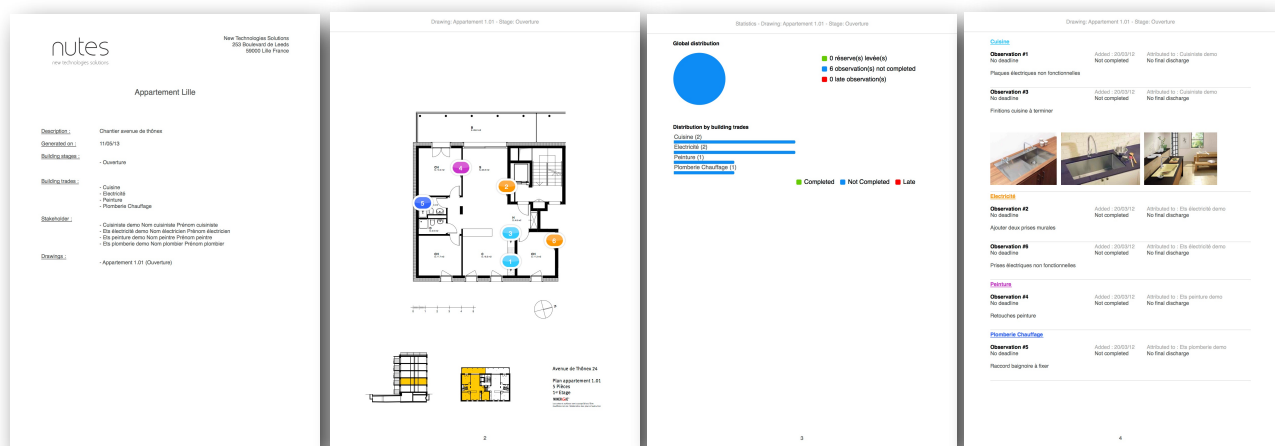 nutes
new technologies solutions
New Technologies Solutions
253 Boulevard de Leeds
59000 Lille France
Appartement Lille
Description : Chantier avenue de thônes
Generated on : 11/05/13
Building stages :
- Ouverture
Building trades :
- Cuisine
- Electricité
- Peinture
- Plomberie Chauffage
Stakeholder :
- Cuisiniste demo Nom cuisiniste Prénom cuisiniste
- Ets électricité demo Nom électricien Prénom électricien
- Ets peinture demo Nom peintre Prénom peintre
- Ets plomberie demo Nom plombier Prénom plombier
Drawings :
- Appartement 1.01 (Ouverture)
Drawing: Appartement 1.01 - Stage: Ouverture
4
2
5
3
6
1
0 1 2 3 4 5
Avenue de Thônex 24
Plan appartement 1.01
5 Pièces
1er Etage
2
Statistics - Drawing: Appartement 1.01 - Stage: Ouverture
Global distribution
0 réserve(s) levée(s)
6 observation(s) not completed
0 late observation(s)
Distribution by building trades
Cuisine (2)
Electricité (2)
Peinture (1)
Plomberie Chauffage (1)
Completed Not Completed Late
3
Drawing: Appartement 1.01 - Stage: Ouverture
Cuisine
Observation #1 Added : 20/03/12 Attributed to : Cuisiniste demo
No deadline Not completed No final discharge
Plaques électriques non fonctionnelles
Observation #3 Added : 20/03/12 Attributed to : Cuisiniste demo
No deadline Not completed No final discharge
Finitions cuisine à terminer
Electricité
Observation #2 Added : 20/03/12 Attributed to : Ets électricité demo
No deadline Not completed No final discharge
Ajouter deux prises murales
Observation #6 Added : 20/03/12 Attributed to : Ets électricité demo
No deadline Not completed No final discharge
Prises électriques non fonctionnelles
Peinture
Observation #4 Added : 20/03/12 Attributed to : Ets peinture demo
No deadline Not completed No final discharge
Retouches peinture
Plomberie Chauffage
Observation #5 Added : 20/03/12 Attributed to : Ets plomberie demo
No deadline Not completed No final discharge
Raccord baignoire à fixer
4